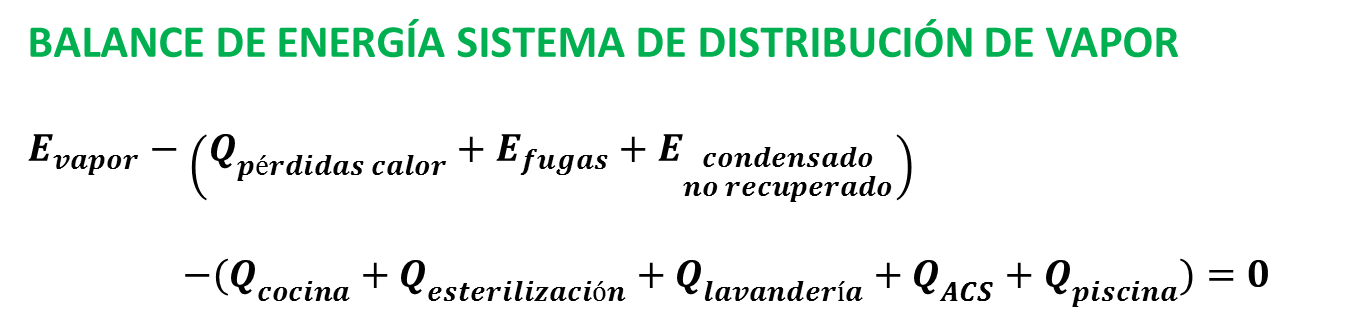 BALANCE DE ENERGÍA SISTEMA DE DISTRIBUCIÓN DE VAPOR
E_vapor − (Q_pérdidas calor + E_fugas + E_condensado no recuperado)
−(Q_cocina + Q_esterilización + Q_lavandería + Q_ACS + Q_piscina) = 0